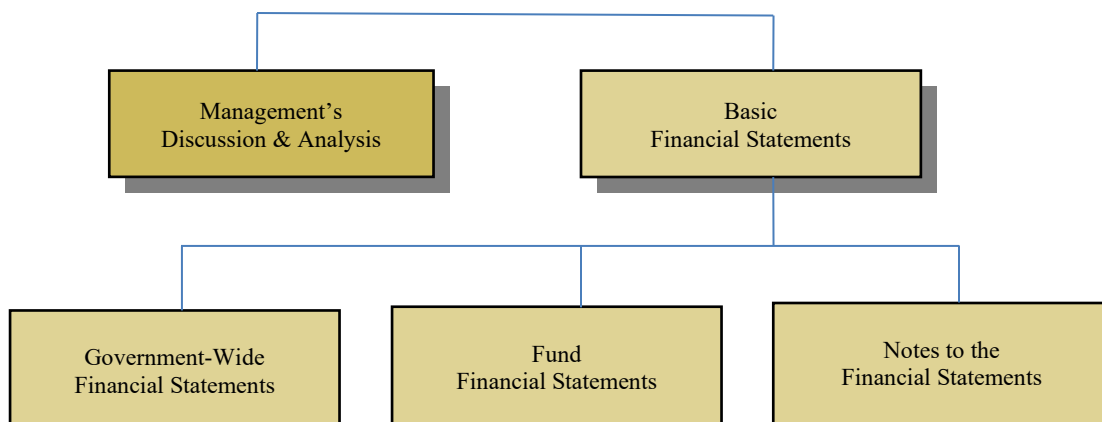 Management’s
Discussion & Analysis
Basic
Financial Statements
Government-Wide
Financial Statements
Fund
Financial Statements
Notes to the
Financial Statements